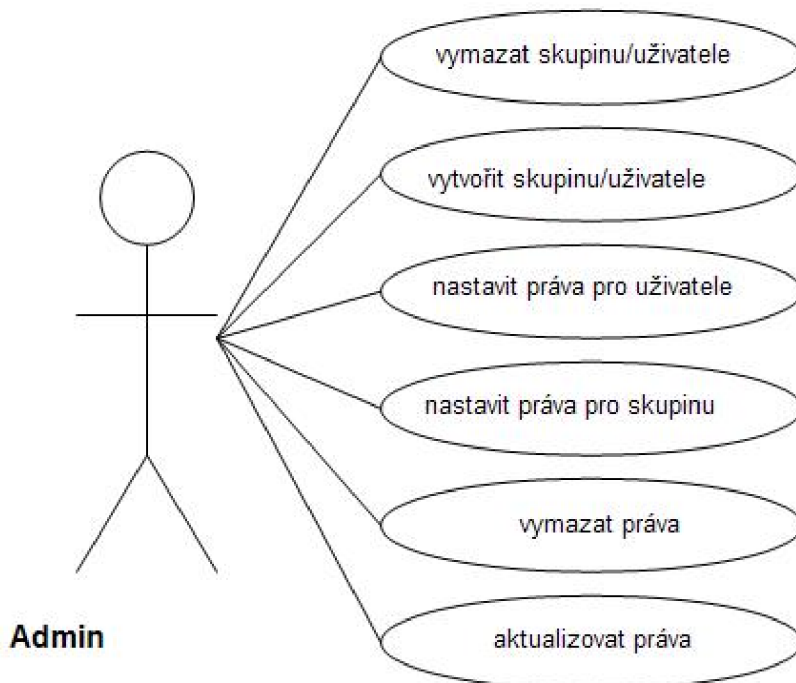 vymazat skupinu/uživatele
vytvořit skupinu/uživatele
nastavit práva pro uživatele
nastavit práva pro skupinu
vymazat práva
aktualizovat práva
Admin